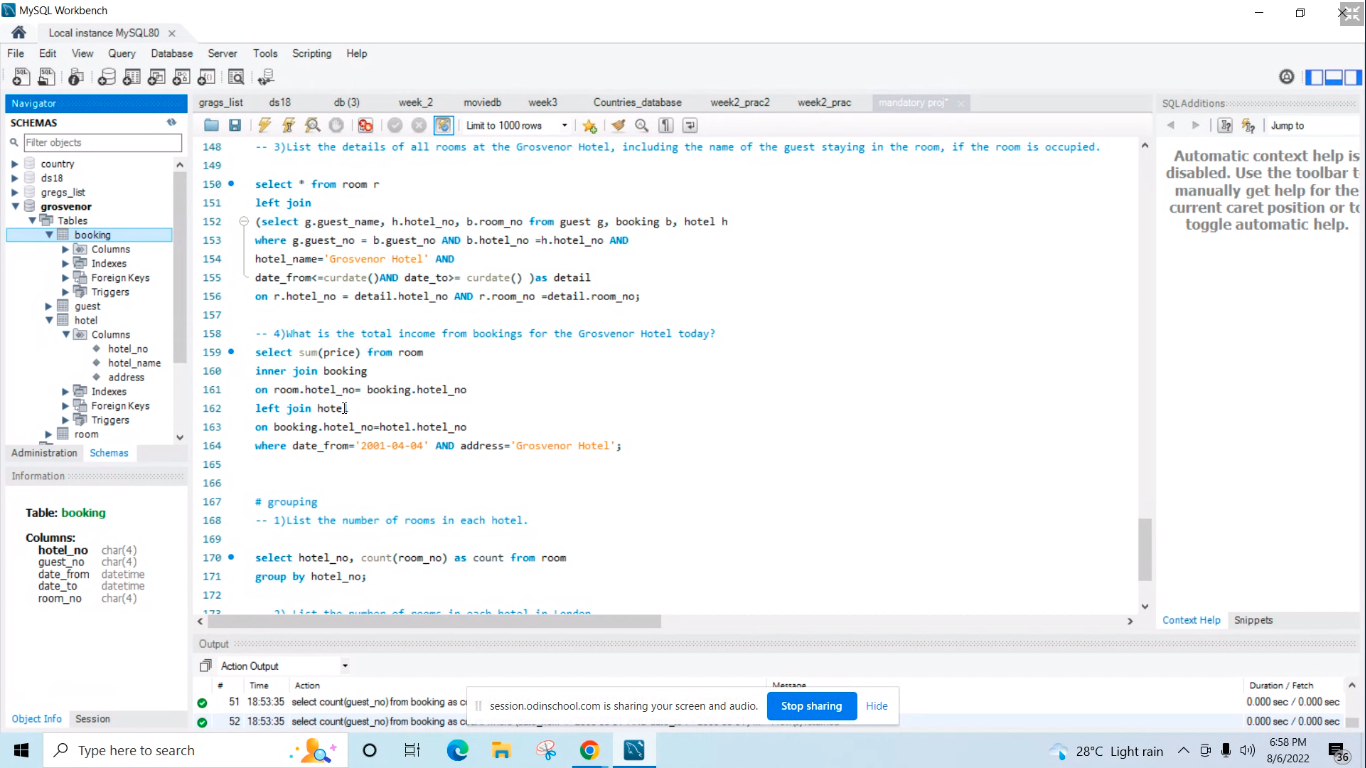 MySQL Workbench
Local instance MySQL80
File Edit View Query Database Server Tools Scripting Help
Navigator
SCHEMAS
Filter objects
country
ds18
gregs_list
grosvenor
Tables
booking
Columns
Indexes
Foreign Keys
Triggers
guest
hotel
Columns
hotel_no
hotel_name
address
Indexes
Foreign Keys
Triggers
room
Administration Schemas
Information
Table: booking
Columns:
hotel_no char(4)
guest_no char(4)
date_from datetime
date_to datetime
room_no char(4)
Object Info Session
grags_list ds18 db (3) week_2 moviedb week3 Countries_database week2_prac2 week2_prac mandatory proj*
Limit to 1000 rows
148 -- 3)List the details of all rooms at the Grosvenor Hotel, including the name of the guest staying in the room, if the room is occupied.
149
150 select * from room r
151 left join
152 (select g.guest_name, h.hotel_no, b.room_no from guest g, booking b, hotel h
153 where g.guest_no = b.guest_no AND b.hotel_no =h.hotel_no AND
154 hotel_name='Grosvenor Hotel' AND
155 date_from<=curdate()AND date_to>= curdate() )as detail
156 on r.hotel_no = detail.hotel_no AND r.room_no =detail.room_no;
157
158 -- 4)What is the total income from bookings for the Grosvenor Hotel today?
159 select sum(price) from room
160 inner join booking
161 on room.hotel_no= booking.hotel_no
162 left join hotel
163 on booking.hotel_no=hotel.hotel_no
164 where date_from='2001-04-04' AND address='Grosvenor Hotel';
165
166
167 # grouping
168 -- 1)List the number of rooms in each hotel.
169
170 select hotel_no, count(room_no) as count from room
171 group by hotel_no;
172
173 -- 2) List the number of rooms in each hotel in London
SQL Additions
Jump to
Automatic context help is
disabled. Use the toolbar t
manually get help for the
current caret position or to
toggle automatic help.
Context Help Snippets
Output
Action Output
# Time Action Message Duration / Fetch
51 18:53:35 select count(guest_no) from booking as co 0.000 sec / 0.000 sec
52 18:53:35 select count(guest_no) from booking as co 0.000 sec / 0.000 sec
session.odinschool.com is sharing your screen and audio. Stop sharing Hide
Type here to search
28°C Light rain
6:58 PM
8/6/2022
36